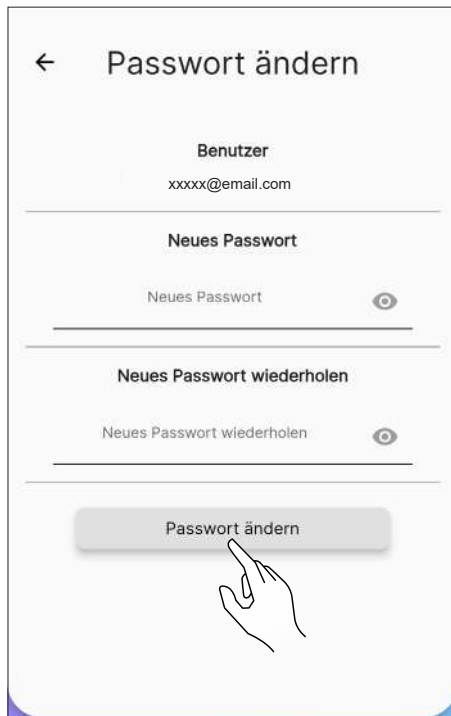 Passwort ändern
Benutzer
xxxxx@email.com
Neues Passwort
Neues Passwort
Neues Passwort wiederholen
Neues Passwort wiederholen
Passwort ändern